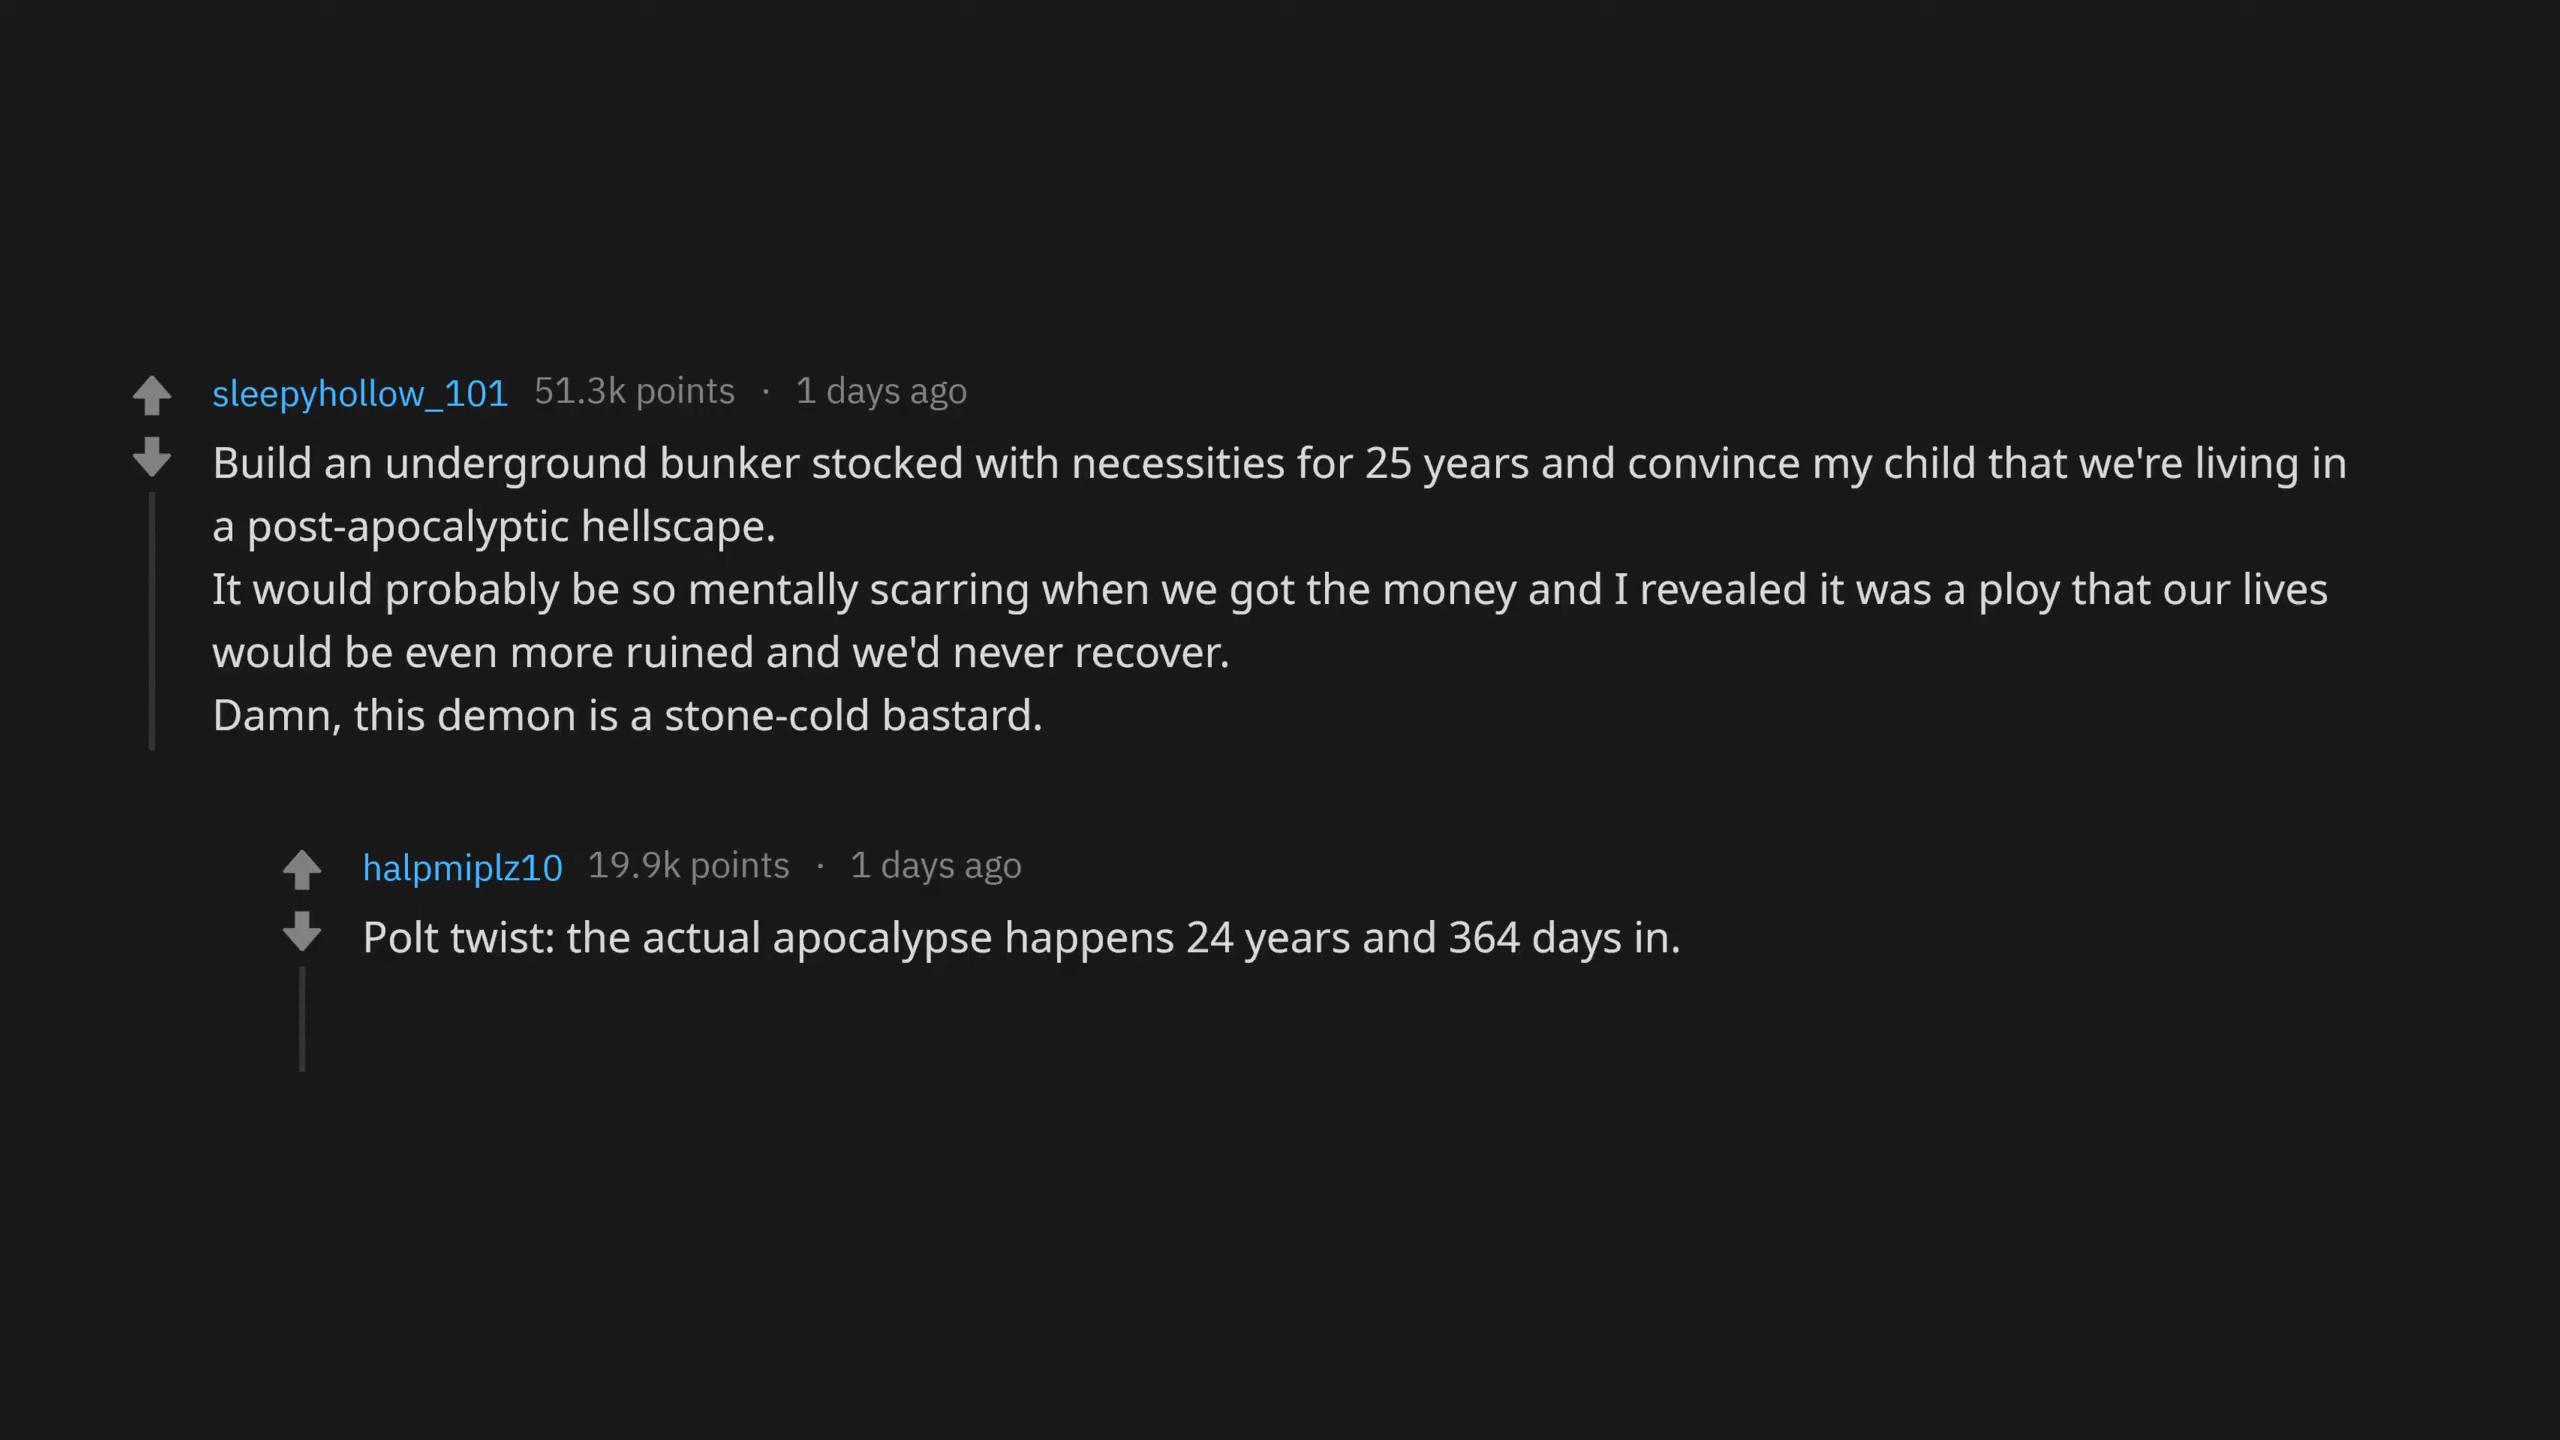 sleepyhollow_101 51.3k points · 1 days ago
Build an underground bunker stocked with necessities for 25 years and convince my child that we're living in
a post-apocalyptic hellscape.
It would probably be so mentally scarring when we got the money and I revealed it was a ploy that our lives
would be even more ruined and we'd never recover.
Damn, this demon is a stone-cold bastard.
halpmiplz10 19.9k points · 1 days ago
Polt twist: the actual apocalypse happens 24 years and 364 days in.